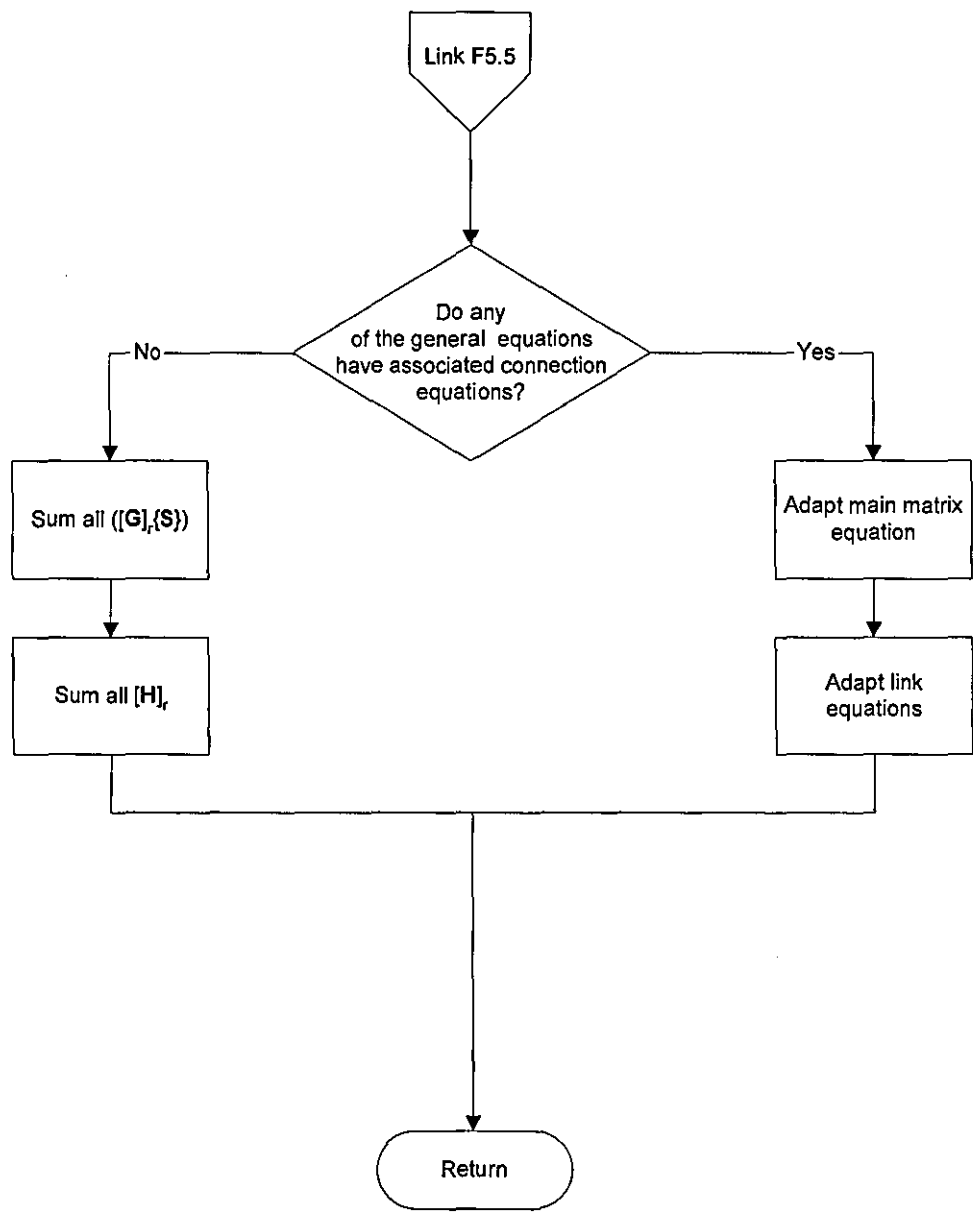 Link F5.5
Do any
of the general equations
have associated connection
equations?
No
Yes
Sum all ([G]r{S})
Adapt main matrix
equation
Sum all [H]r
Adapt link
equations
Return